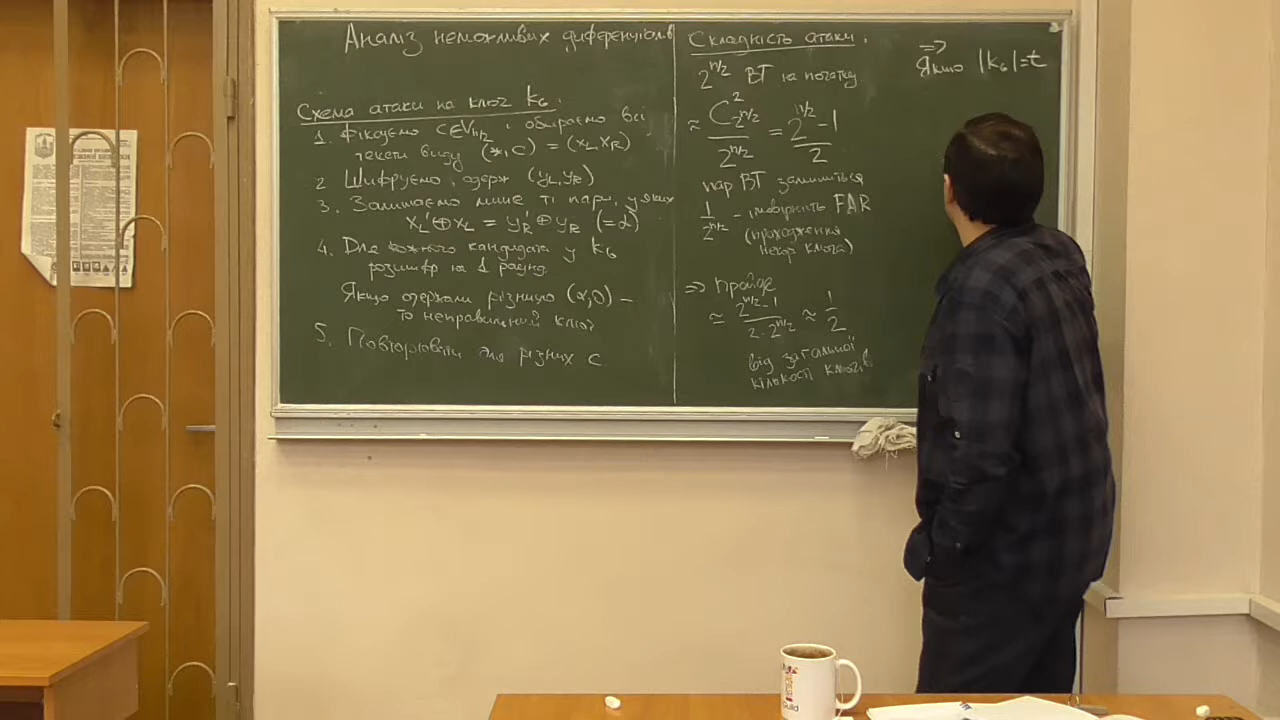 Аналіз неможливих диференціалів
Схема атаки на ключ k₆:
1. Фіксуємо C∈V_{n/2} і обираємо всі
тексти виду (*, C) = (x_L, x_R)
2 Шифруємо, одерж (y_L, y_R)
3. Залишаємо лише ті пари, у яких
x'_L ⊕ x_L = y'_R ⊕ y_R (=α)
4. Для кожного кандидата у k₆
розшифр на 1 раунд.
Якщо одержали різницю (α,0) –
то неправильний ключ
5. Повторювати для різних C
Складність атаки:
2^{n/2} ВТ на початку
≈ C²_{2^{n/2}} / 2^{n/2} = (2^{n/2} - 1) / 2
пар ВТ залишиться
1/2^{n/2} – ймовірність FAR
(проходження
неправ ключа)
=> Пройде
≈ (2^{n/2} - 1) / (2·2^{n/2}) ≈ 1/2
від загальної
кількості ключів
=>
Якщо |k₆|=t